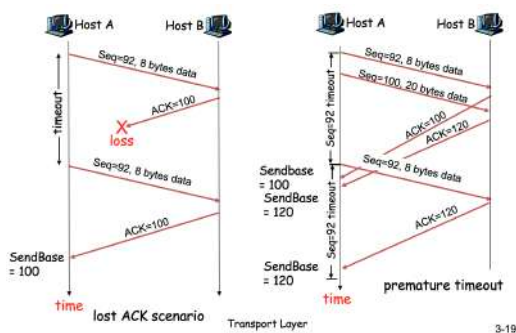 Host A
Host B
Seq=92, 8 bytes data
timeout
ACK=100
X
loss
Seq=92, 8 bytes data
ACK=100
SendBase
= 100
time
lost ACK scenario
Host A
Host B
Seq=92, 8 bytes data
Seq=100, 20 bytes data
Seq=92 timeout
ACK=100
ACK=120
Sendbase
= 100
SendBase
= 120
Seq=92, 8 bytes data
Seq=92 timeout
ACK=120
SendBase
= 120
time
premature timeout
Transport Layer
3-19